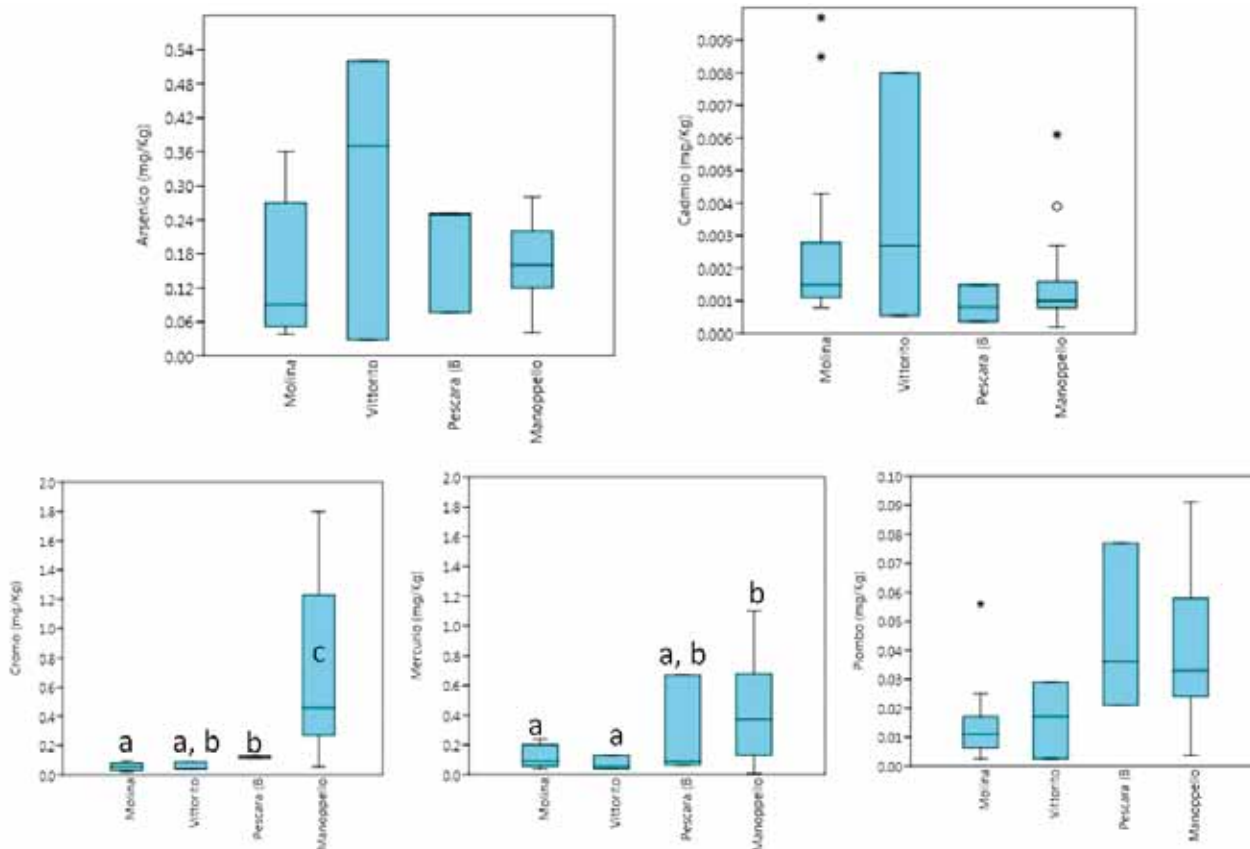 Arsenico (mg/Kg)
0.54
0.48
0.42
0.36
0.30
0.24
0.18
0.12
0.06
0.00
Molina
Vittorito
Pescara (B
Manoppello
Cadmio (mg/Kg)
0.009
0.008
0.007
0.006
0.005
0.004
0.003
0.002
0.001
0.000
Molina
Vittorito
Pescara (B
Manoppello
Cromo (mg/Kg)
2.0
1.8
1.6
1.4
1.2
1.0
0.8
0.6
0.4
0.2
0.0
a
a, b
b
c
Molina
Vittorito
Pescara (B
Manoppello
Mercurio (mg/Kg)
2.0
1.8
1.6
1.4
1.2
1.0
0.8
0.6
0.4
0.2
0.0
a
a
a, b
b
Molina
Vittorito
Pescara (B
Manoppello
Piombo (mg/Kg)
0.10
0.09
0.08
0.07
0.06
0.05
0.04
0.03
0.02
0.01
0.00
Molina
Vittorito
Pescara (B
Manoppello